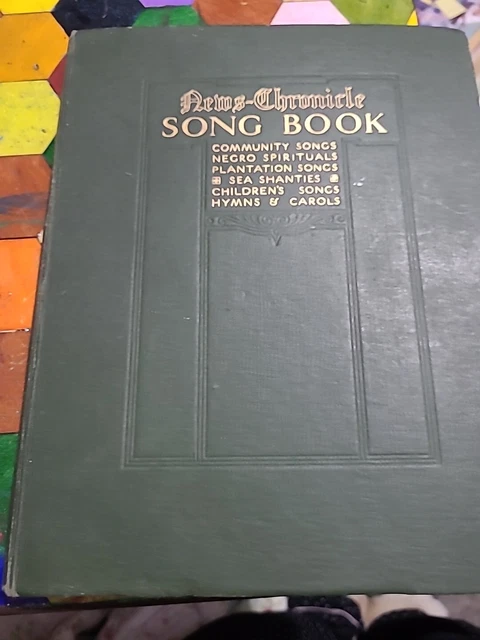 News-Chronicle
SONG BOOK
COMMUNITY SONGS
NEGRO SPIRITUALS
PLANTATION SONGS
SEA SHANTIES
CHILDREN'S SONGS
HYMNS & CAROLS